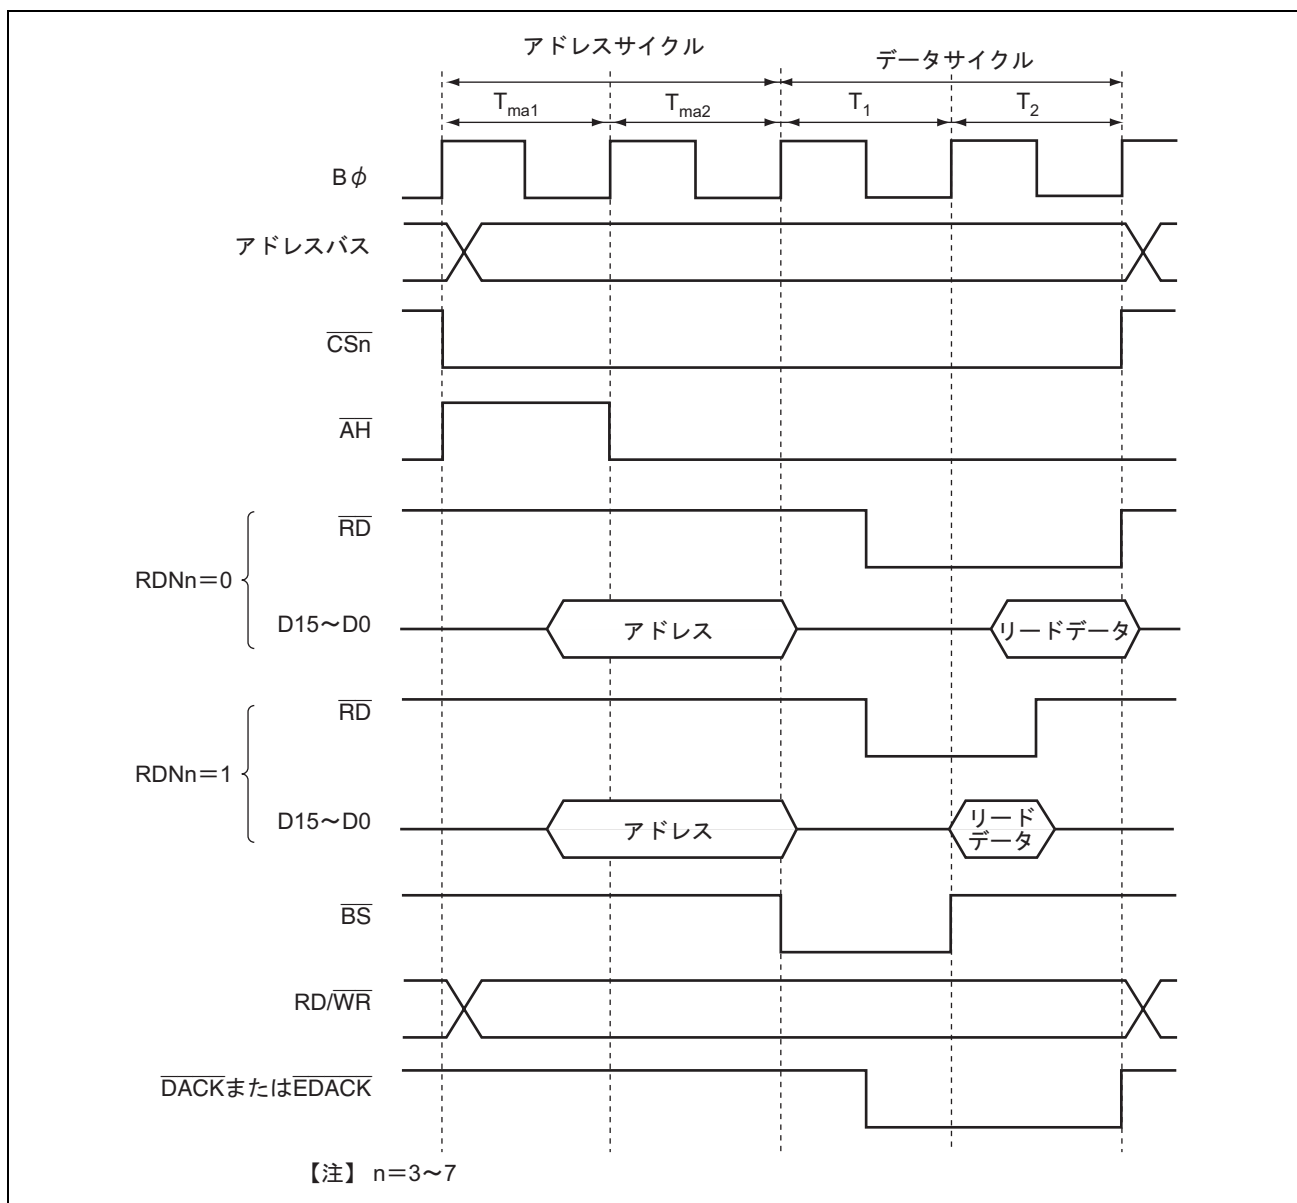 アドレスサイクル
データサイクル
Tma1 Tma2 T1 T2
Bφ
アドレスバス
CSn
AH
RD
RDNn＝0
D15～D0 アドレス リードデータ
RD
RDNn＝1
D15～D0 アドレス リード
データ
BS
RD/WR
DACKまたはEDACK
【注】 n＝3～7